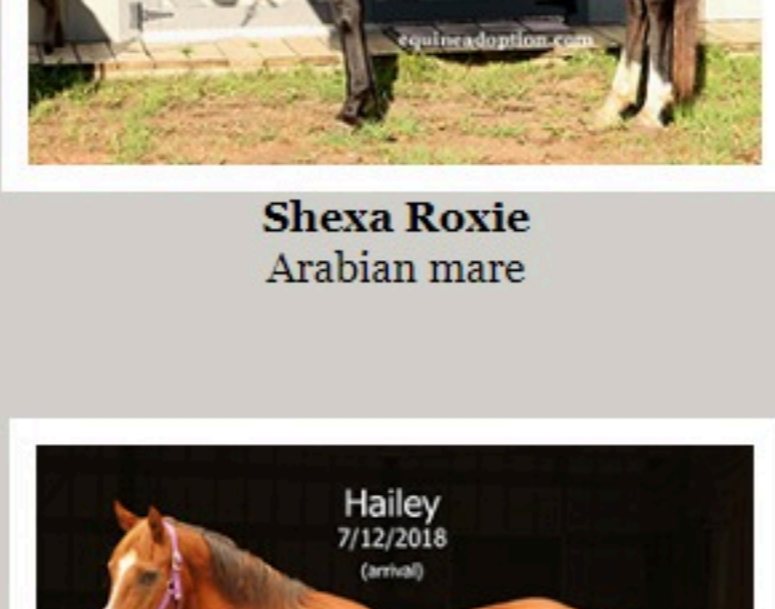 equineadoption.com
Shexa Roxie
Arabian mare
Hailey
7/12/2018
(arrival)